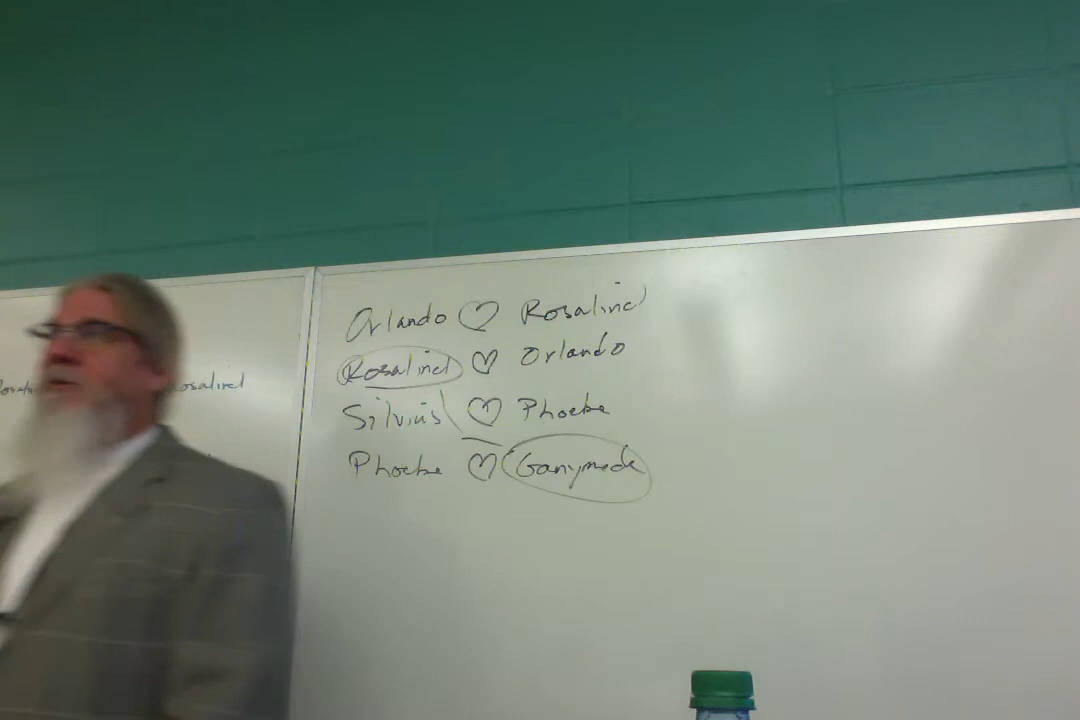 Orlando ♡ Rosalind
Rosalind ♡ Orlando
Silvius ♡ Phoebe
Phoebe ♡ Ganymede